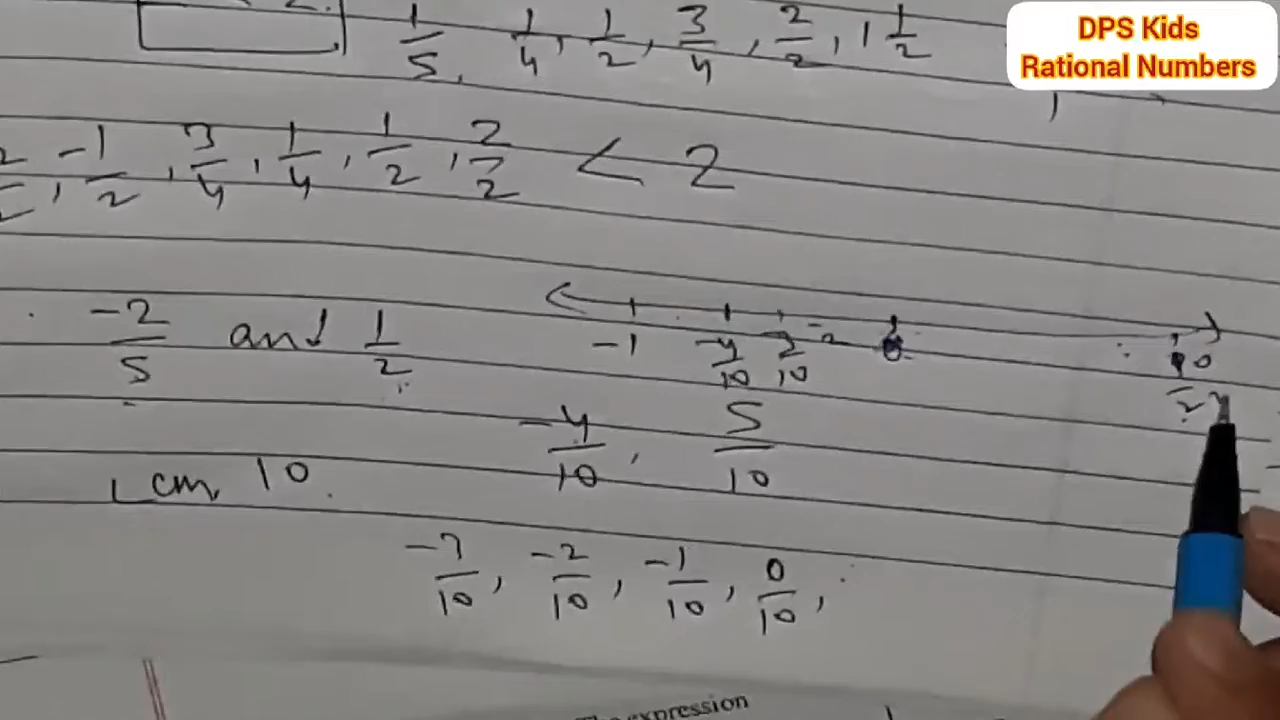 DPS Kids
Rational Numbers
1/5, 1/4, 1/2, 3/4, 2/2, 1 1/2
-1/2, 3/4, 1/4, 1/2, 2/2 < 2
-2/5 and 1/2
-1 -4/10 -2 0
-4/10, 5/10
Lcm 10
-3/10, -2/10, -1/10, 0/10,
expression